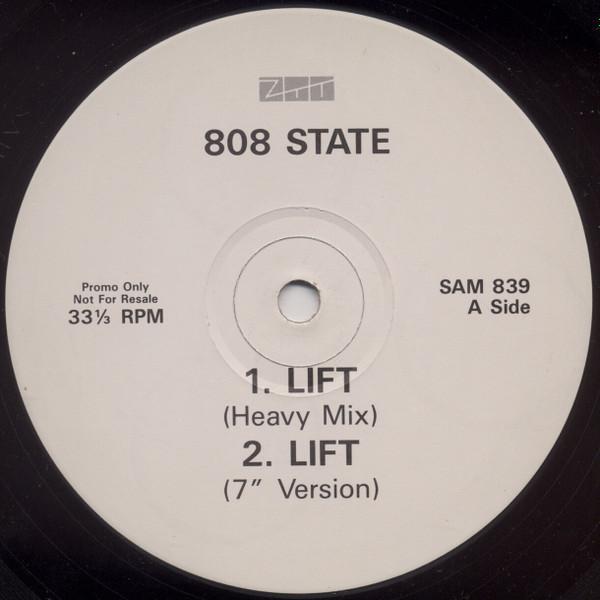 ZTT
808 STATE
Promo Only
Not For Resale
33⅓ RPM
SAM 839
A Side
1. LIFT
(Heavy Mix)
2. LIFT
(7" Version)